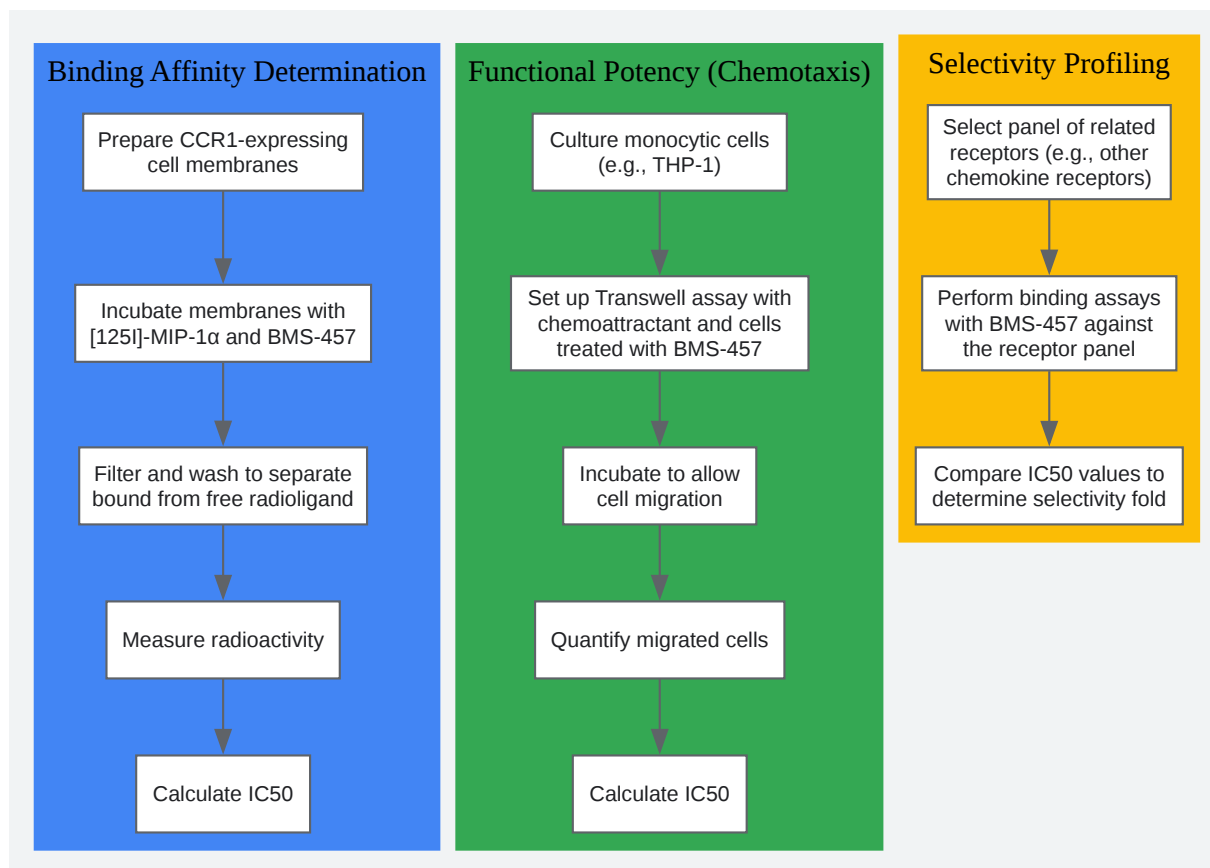 Binding Affinity Determination
Prepare CCR1-expressing
cell membranes
Incubate membranes with
[125I]-MIP-1α and BMS-457
Filter and wash to separate
bound from free radioligand
Measure radioactivity
Calculate IC50
Functional Potency (Chemotaxis)
Culture monocytic cells
(e.g., THP-1)
Set up Transwell assay with
chemoattractant and cells
treated with BMS-457
Incubate to allow
cell migration
Quantify migrated cells
Calculate IC50
Selectivity Profiling
Select panel of related
receptors (e.g., other
chemokine receptors)
Perform binding assays
with BMS-457 against
the receptor panel
Compare IC50 values to
determine selectivity fold